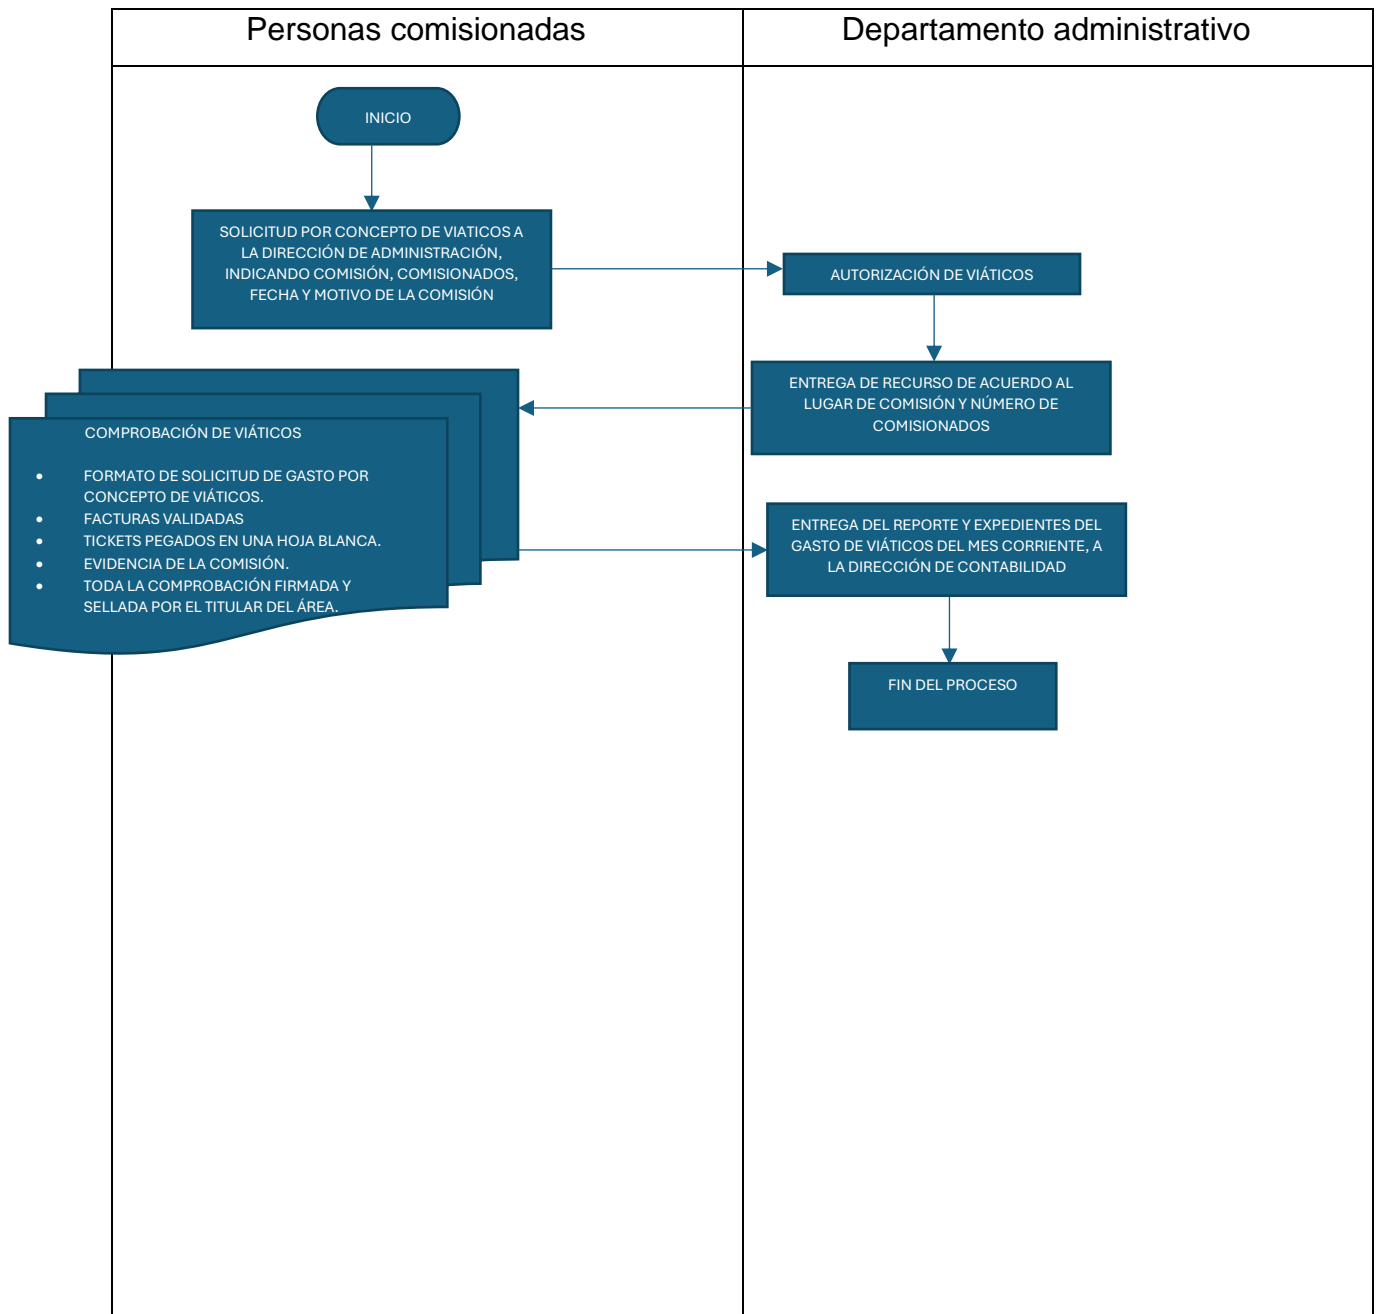 Personas comisionadas
Departamento administrativo
INICIO
SOLICITUD POR CONCEPTO DE VIATICOS A
LA DIRECCIÓN DE ADMINISTRACIÓN,
INDICANDO COMISIÓN, COMISIONADOS,
FECHA Y MOTIVO DE LA COMISIÓN
AUTORIZACIÓN DE VIÁTICOS
ENTREGA DE RECURSO DE ACUERDO AL
LUGAR DE COMISIÓN Y NÚMERO DE
COMISIONADOS
COMPROBACIÓN DE VIÁTICOS
• FORMATO DE SOLICITUD DE GASTO POR
CONCEPTO DE VIÁTICOS.
• FACTURAS VALIDADAS
• TICKETS PEGADOS EN UNA HOJA BLANCA.
• EVIDENCIA DE LA COMISIÓN.
• TODA LA COMPROBACIÓN FIRMADA Y
SELLADA POR EL TITULAR DEL ÁREA.
ENTREGA DEL REPORTE Y EXPEDIENTES DEL
GASTO DE VIÁTICOS DEL MES CORRIENTE, A
LA DIRECCIÓN DE CONTABILIDAD
FIN DEL PROCESO